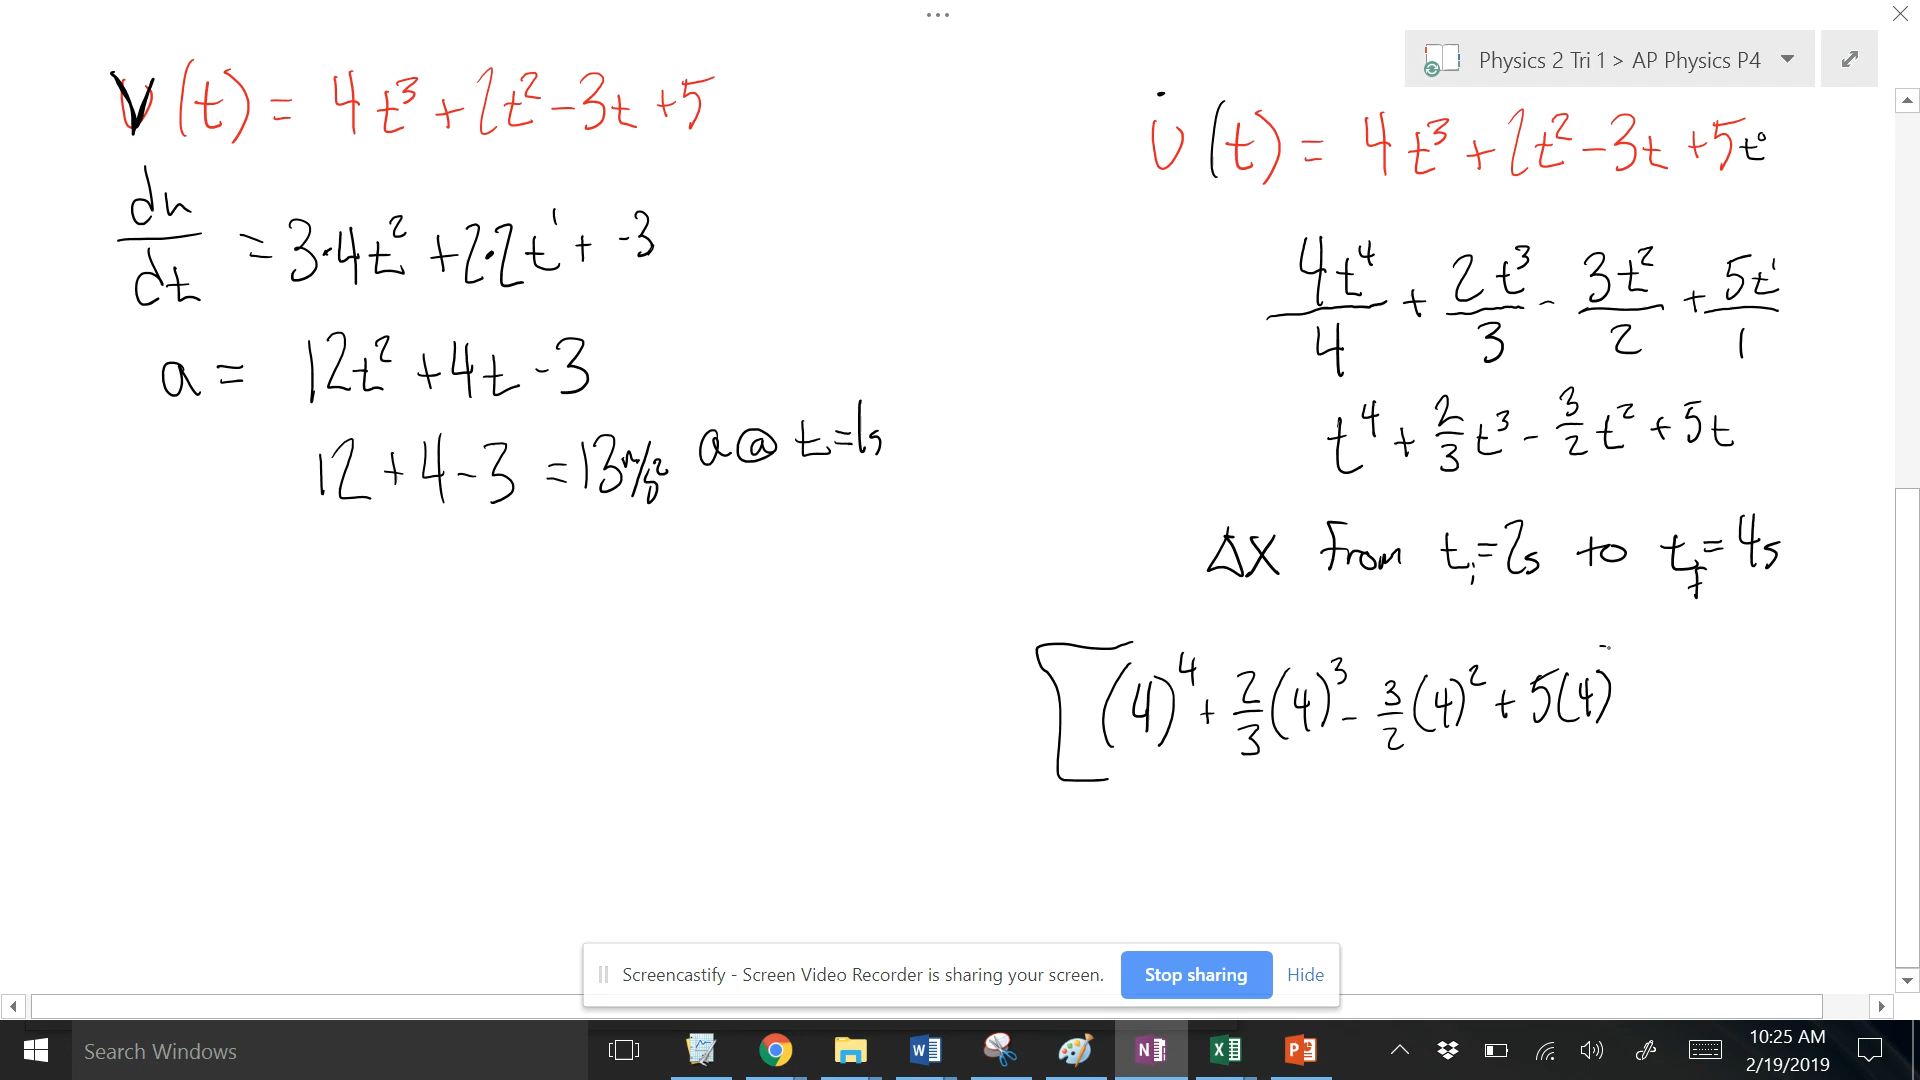 Physics 2 Tri 1 > AP Physics P4
V(t) = 4t³ + 2t² - 3t + 5
dv/dt = 3·4t² + 2·2t¹ + -3
a = 12t² + 4t - 3
12 + 4 - 3 = 13 m/s² a @ t = 1s
v(t) = 4t³ + 2t² - 3t + 5t⁰
4t⁴/4 + 2t³/3 - 3t²/2 + 5t¹/1
t⁴ + 2/3 t³ - 3/2 t² + 5t
ΔX From tᵢ = 2s to t_f = 4s
[(4)⁴ + 2/3 (4)³ - 3/2 (4)² + 5(4)
Screencastify - Screen Video Recorder is sharing your screen. Stop sharing Hide
Search Windows
10:25 AM
2/19/2019